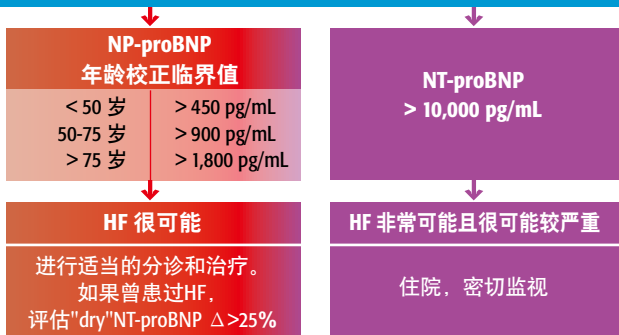 NP-proBNP
年龄校正临界值
< 50 岁 > 450 pg/mL
50-75 岁 > 900 pg/mL
> 75 岁 > 1,800 pg/mL
HF 很可能
进行适当的分诊和治疗。
如果曾患过HF,
评估"dry"NT-proBNP Δ>25%
NT-proBNP
> 10,000 pg/mL
HF 非常可能且很可能较严重
住院，密切监视